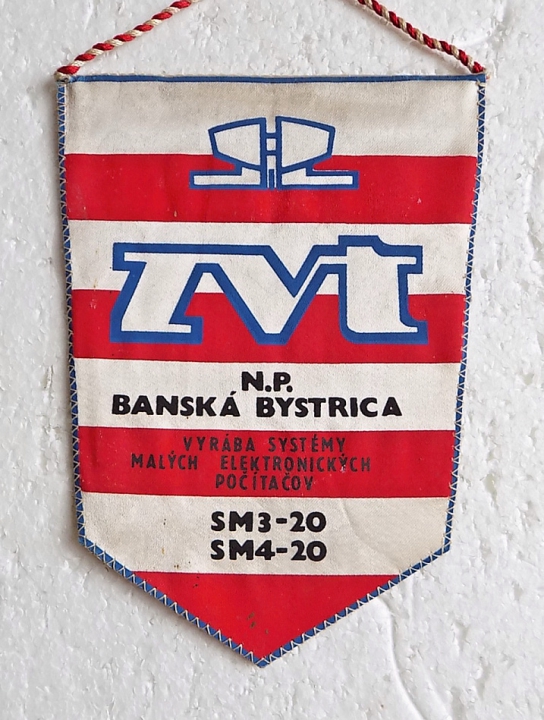 ZVT
N.P.
BANSKÁ BYSTRICA
VYRÁBA SYSTÉMY
MALÝCH ELEKTRONICKÝCH
POČÍTAČOV
SM3-20
SM4-20